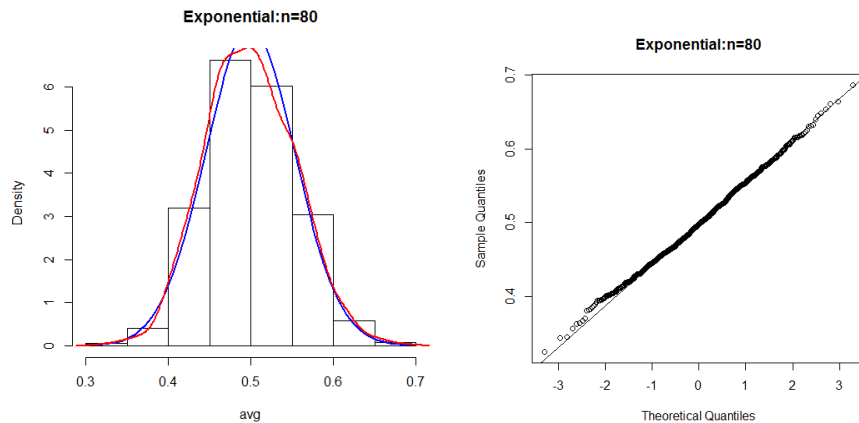 Exponential:n=80
Density
0
1
2
3
4
5
6
0.3 0.4 0.5 0.6 0.7
avg
Exponential:n=80
Sample Quantiles
0.4
0.5
0.6
0.7
-3 -2 -1 0 1 2 3
Theoretical Quantiles